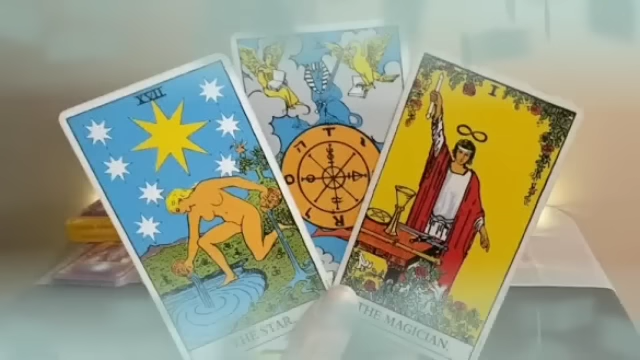 XVII
THE STAR.
T
A
R
I
THE MAGICIAN.